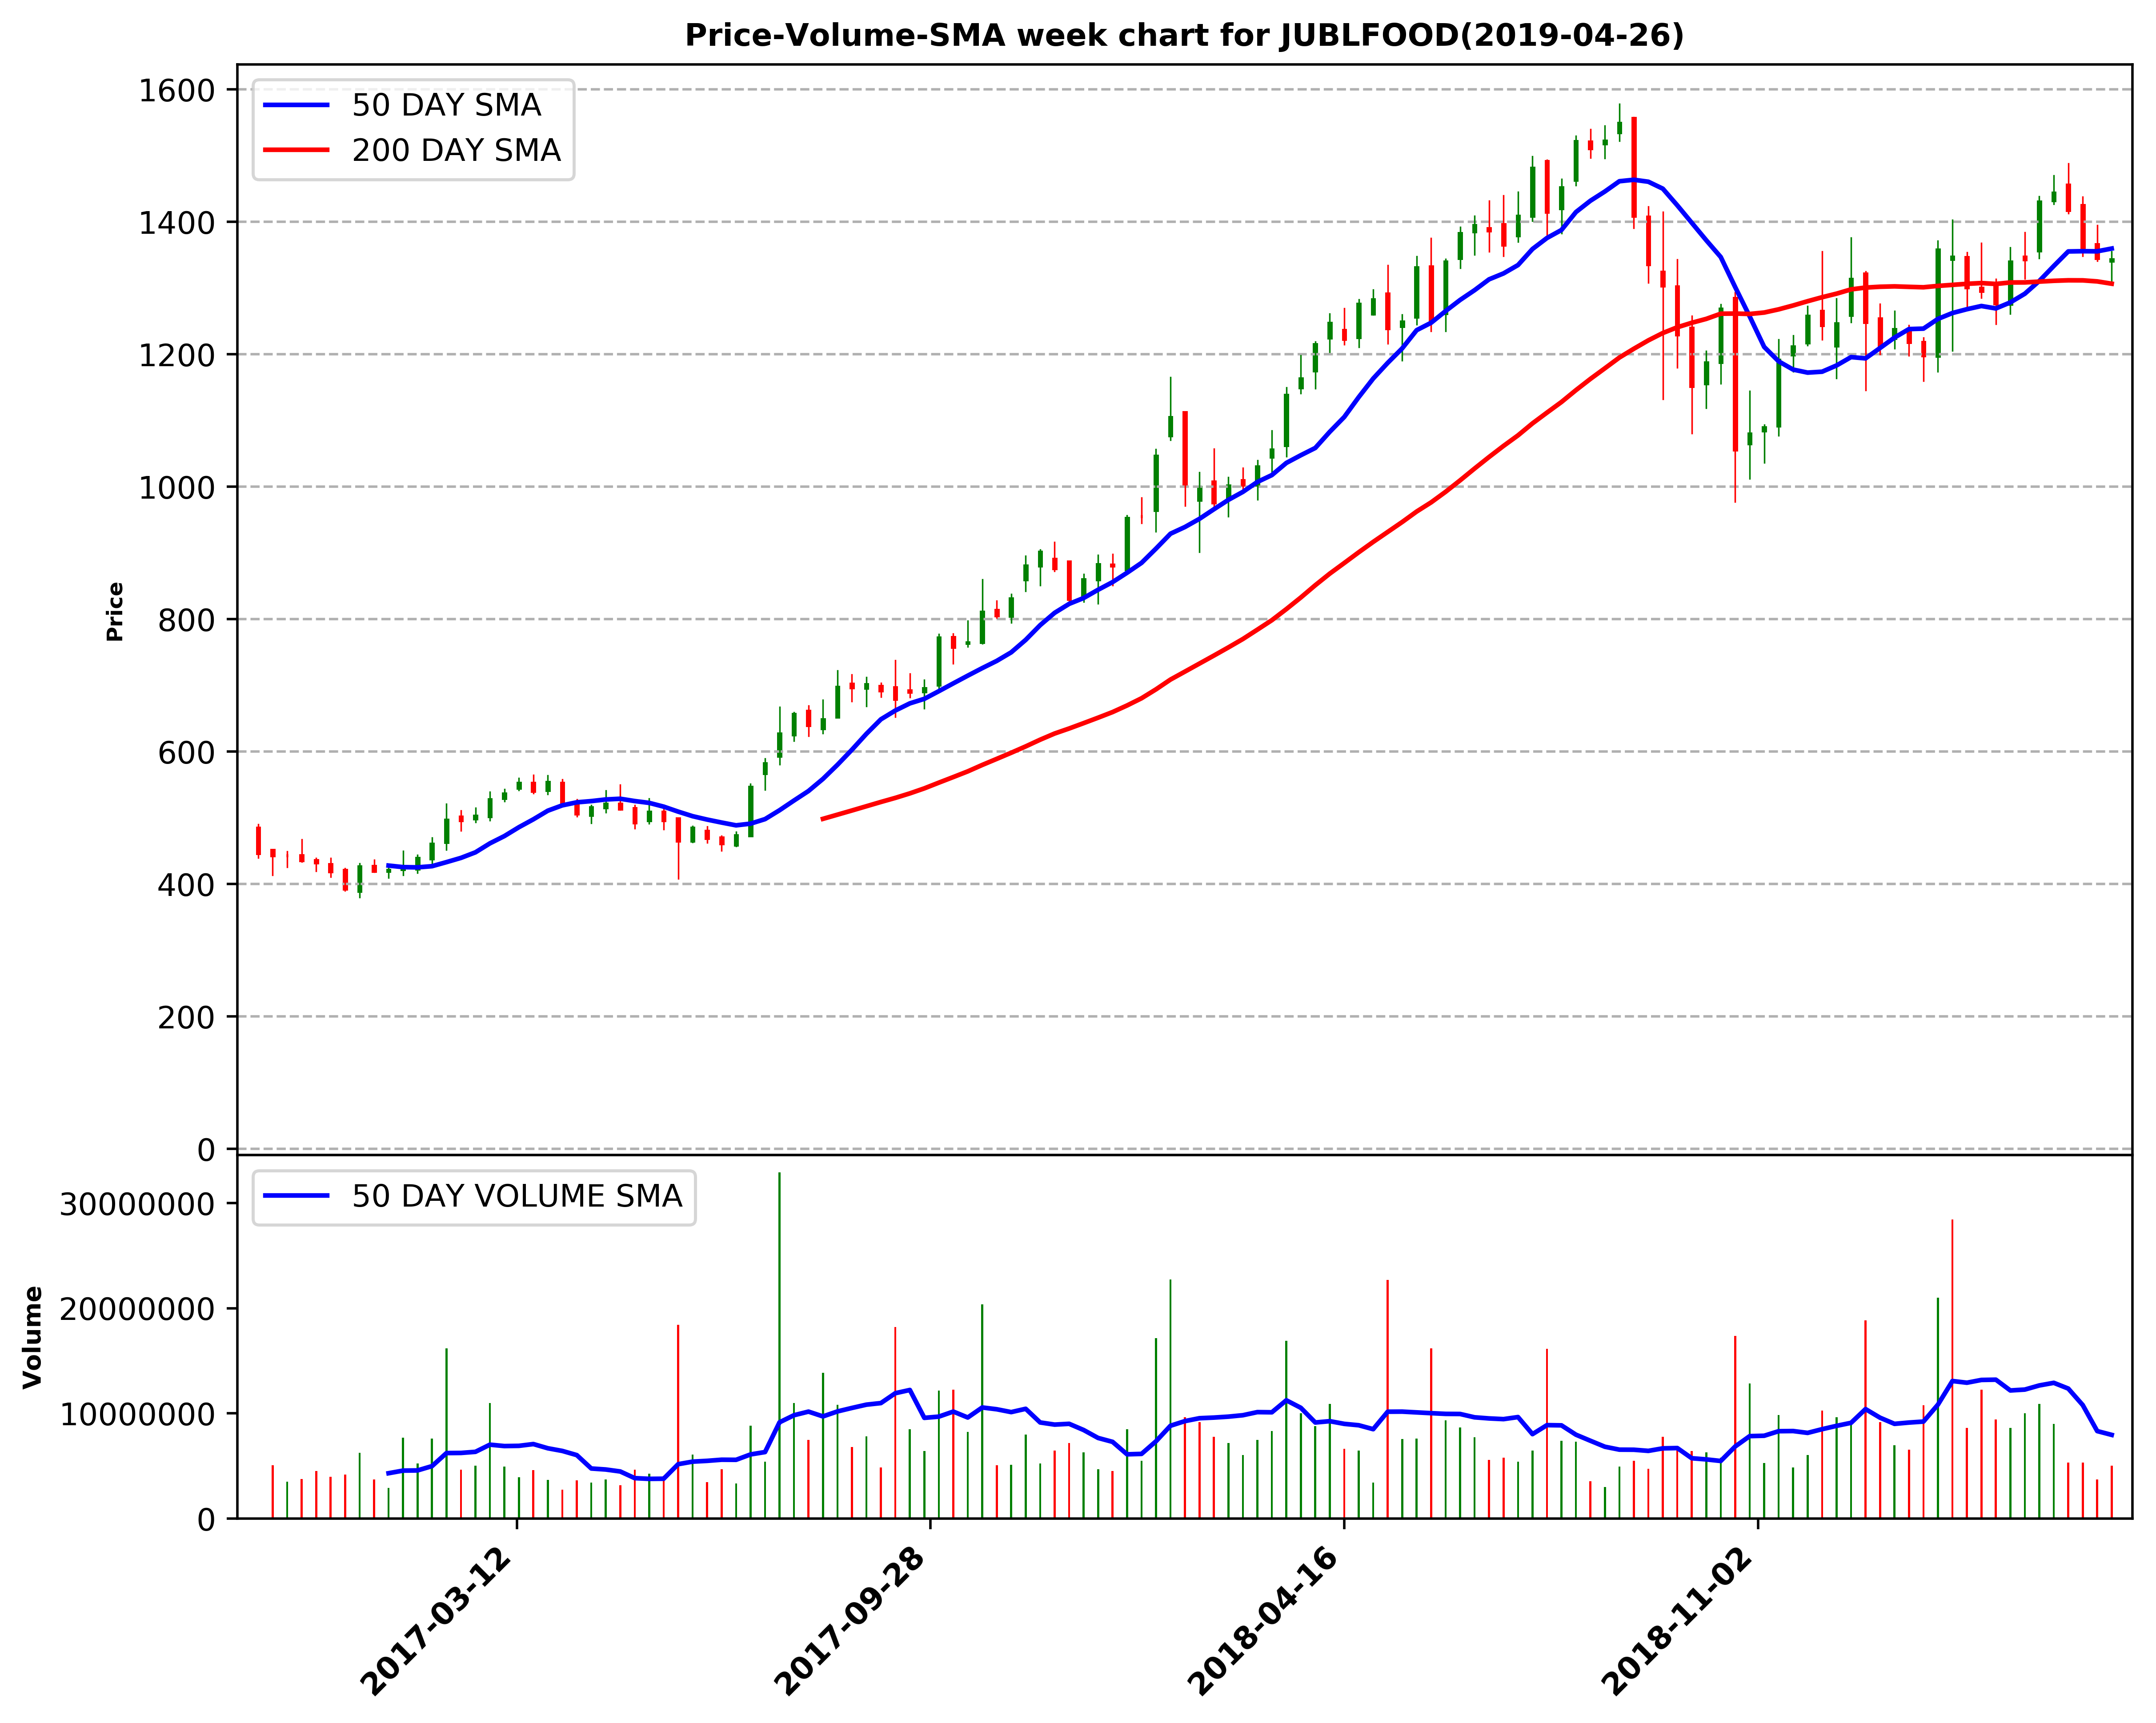 Price-Volume-SMA week chart for JUBLFOOD(2019-04-26)
50 DAY SMA
200 DAY SMA
1600
1400
1200
1000
800
600
400
200
0
Price
50 DAY VOLUME SMA
30000000
20000000
10000000
0
Volume
2017-03-12
2017-09-28
2018-04-16
2018-11-02